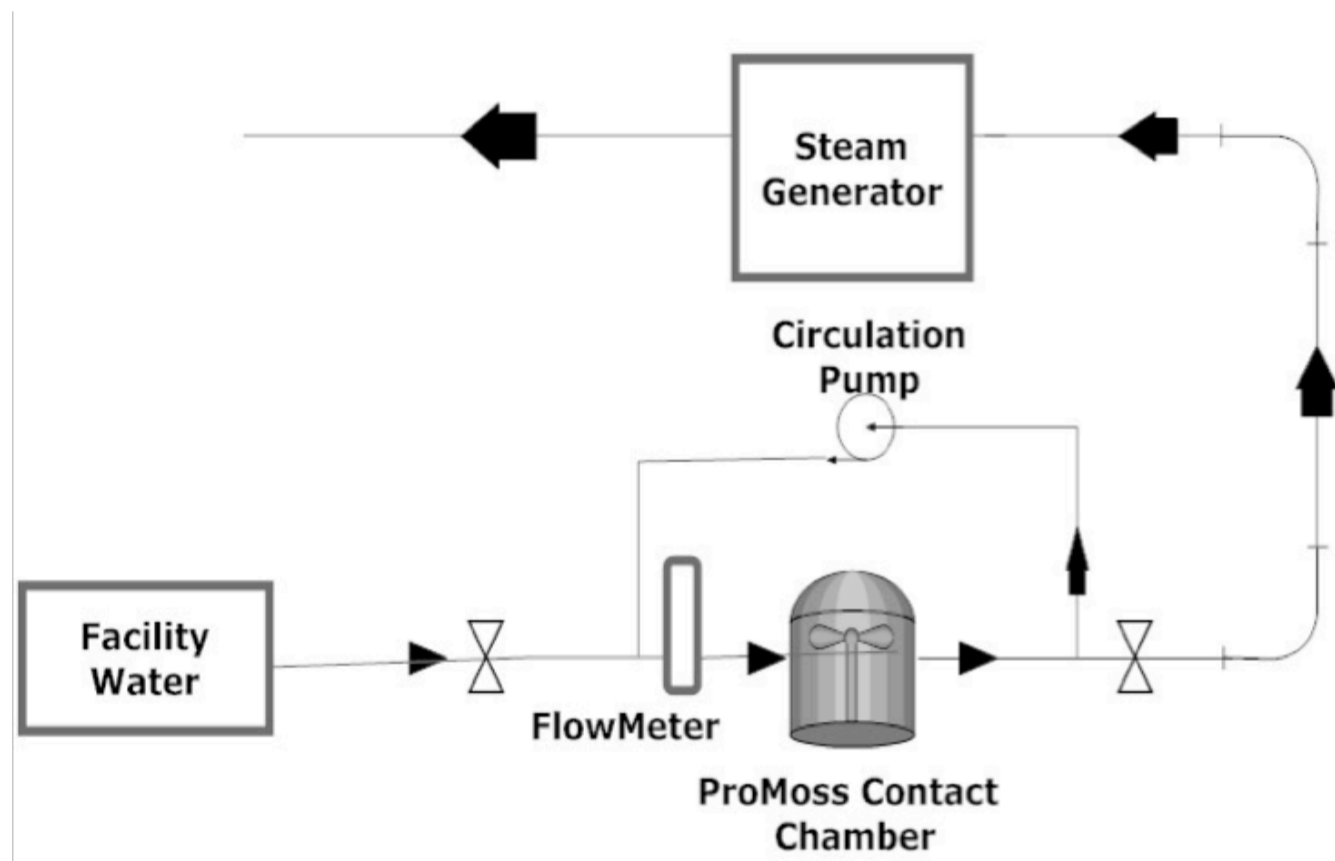 Steam
Generator
Circulation
Pump
Facility
Water
FlowMeter
ProMoss Contact
Chamber